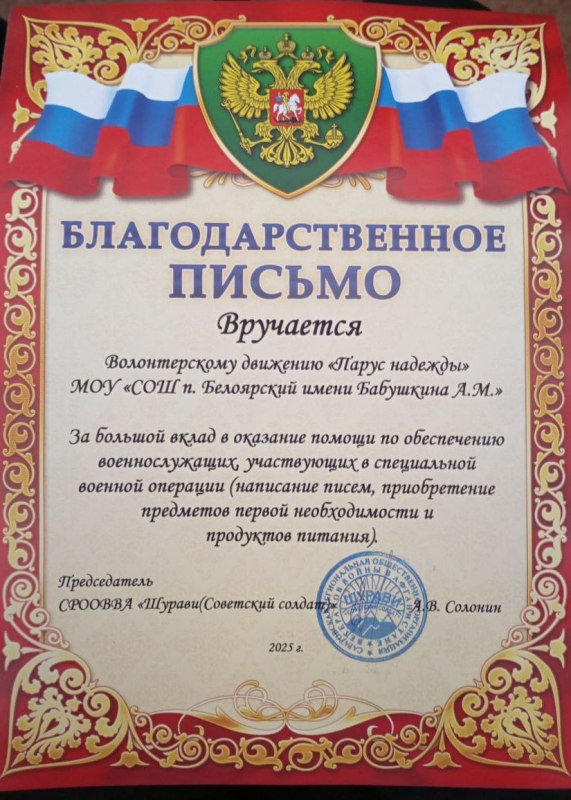 БЛАГОДАРСТВЕННОЕ
ПИСЬМО
Вручается
Волонтерскому движению «Парус надежды»
МОУ «СОШ п. Белоярский имени Бабушкина А.М.»
За большой вклад в оказание помощи по обеспечению
военнослужащих, участвующих в специальной
военной операции (написание писем, приобретение
предметов первой необходимости и
продуктов питания).
Председатель
СРООВВА «Шурави(Советский солдат)»
А.В. Солонин
ШУРАВИ
2025 г.